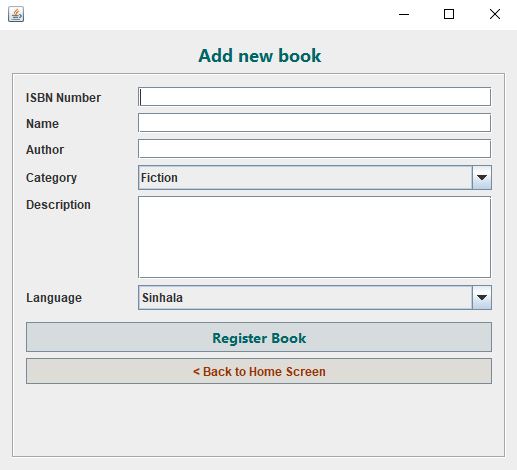 Add new book
ISBN Number
Name
Author
Category Fiction
Description
Language Sinhala
Register Book
< Back to Home Screen